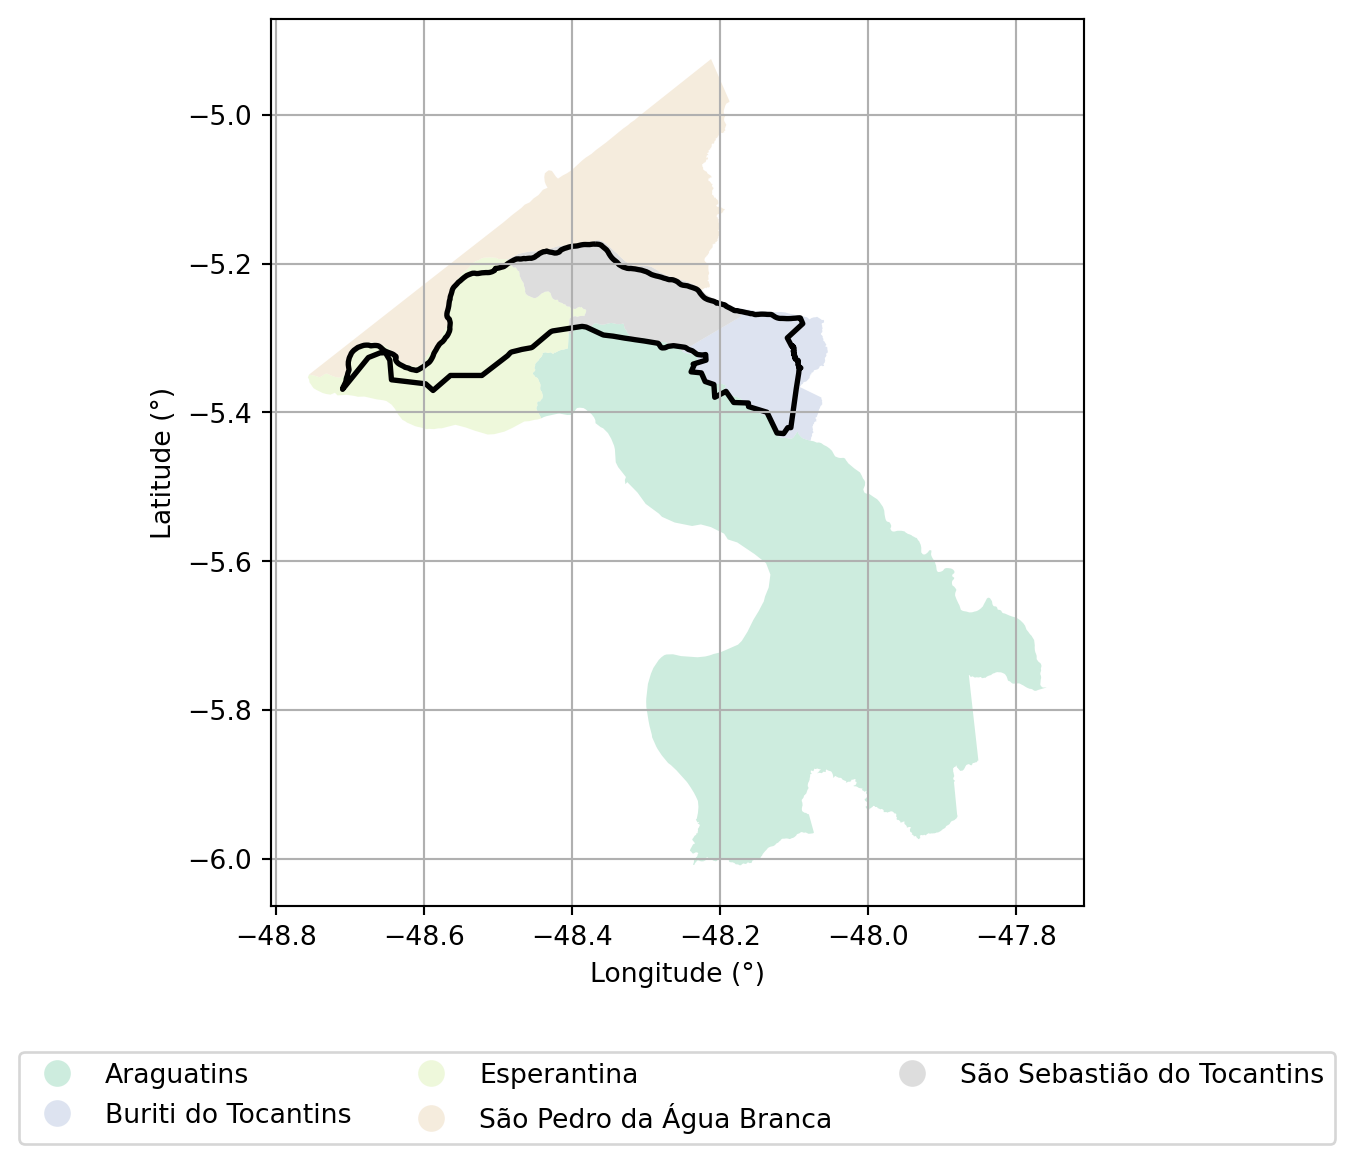 −5.0
−5.2
−5.4
−5.6
−5.8
−6.0
Latitude (°)
−48.8 −48.6 −48.4 −48.2 −48.0 −47.8
Longitude (°)
Araguatins Esperantina São Sebastião do Tocantins
Buriti do Tocantins São Pedro da Água Branca